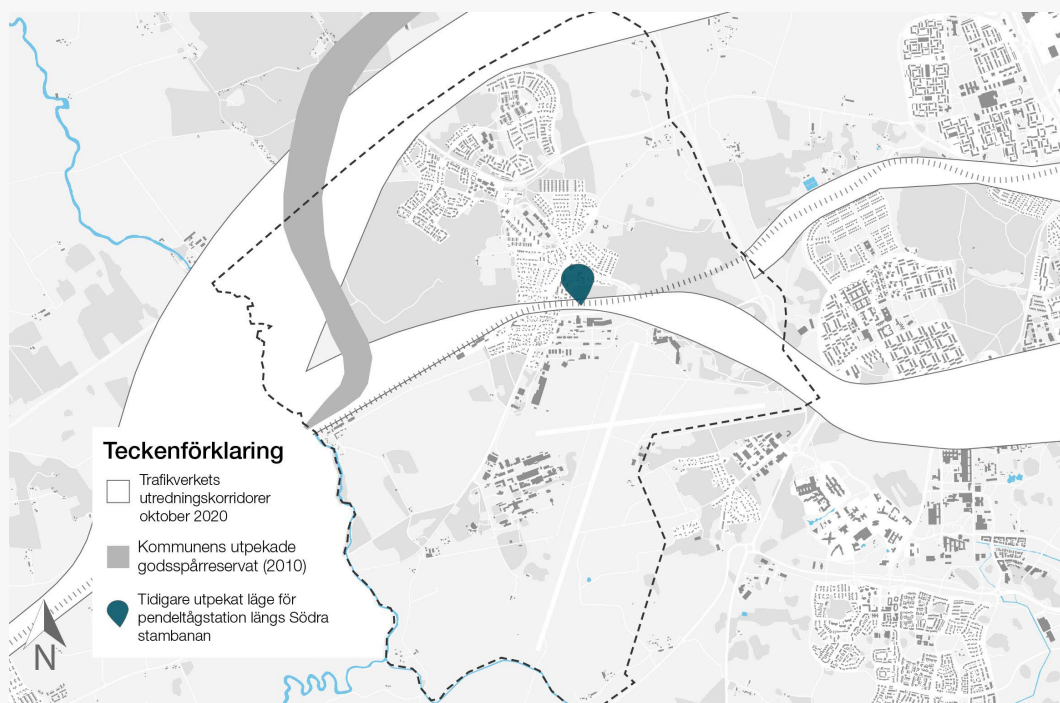 Teckenförklaring
Trafikverkets
utredningskorridorer
oktober 2020
Kommunens utpekade
godsspårreservat (2010)
Tidigare utpekat läge för
pendeltågstation längs Södra
stambanan
N